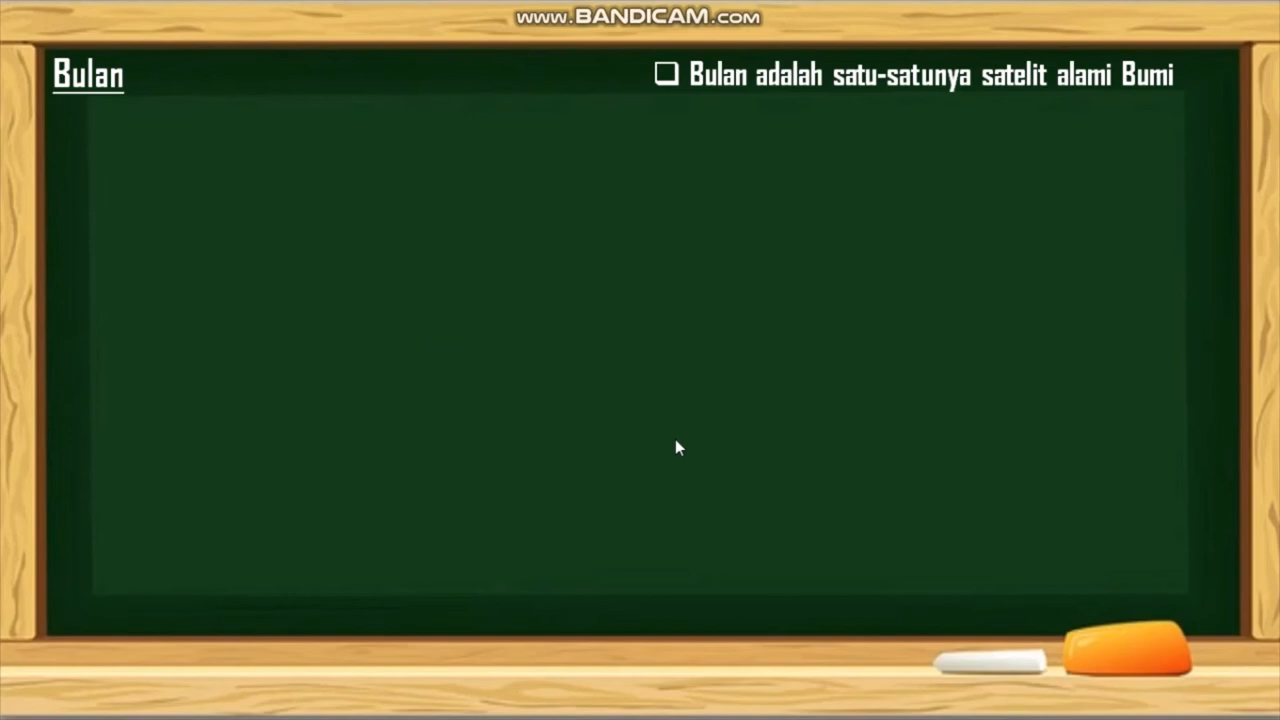 www.BANDICAM.com
Bulan
❑ Bulan adalah satu-satunya satelit alami Bumi